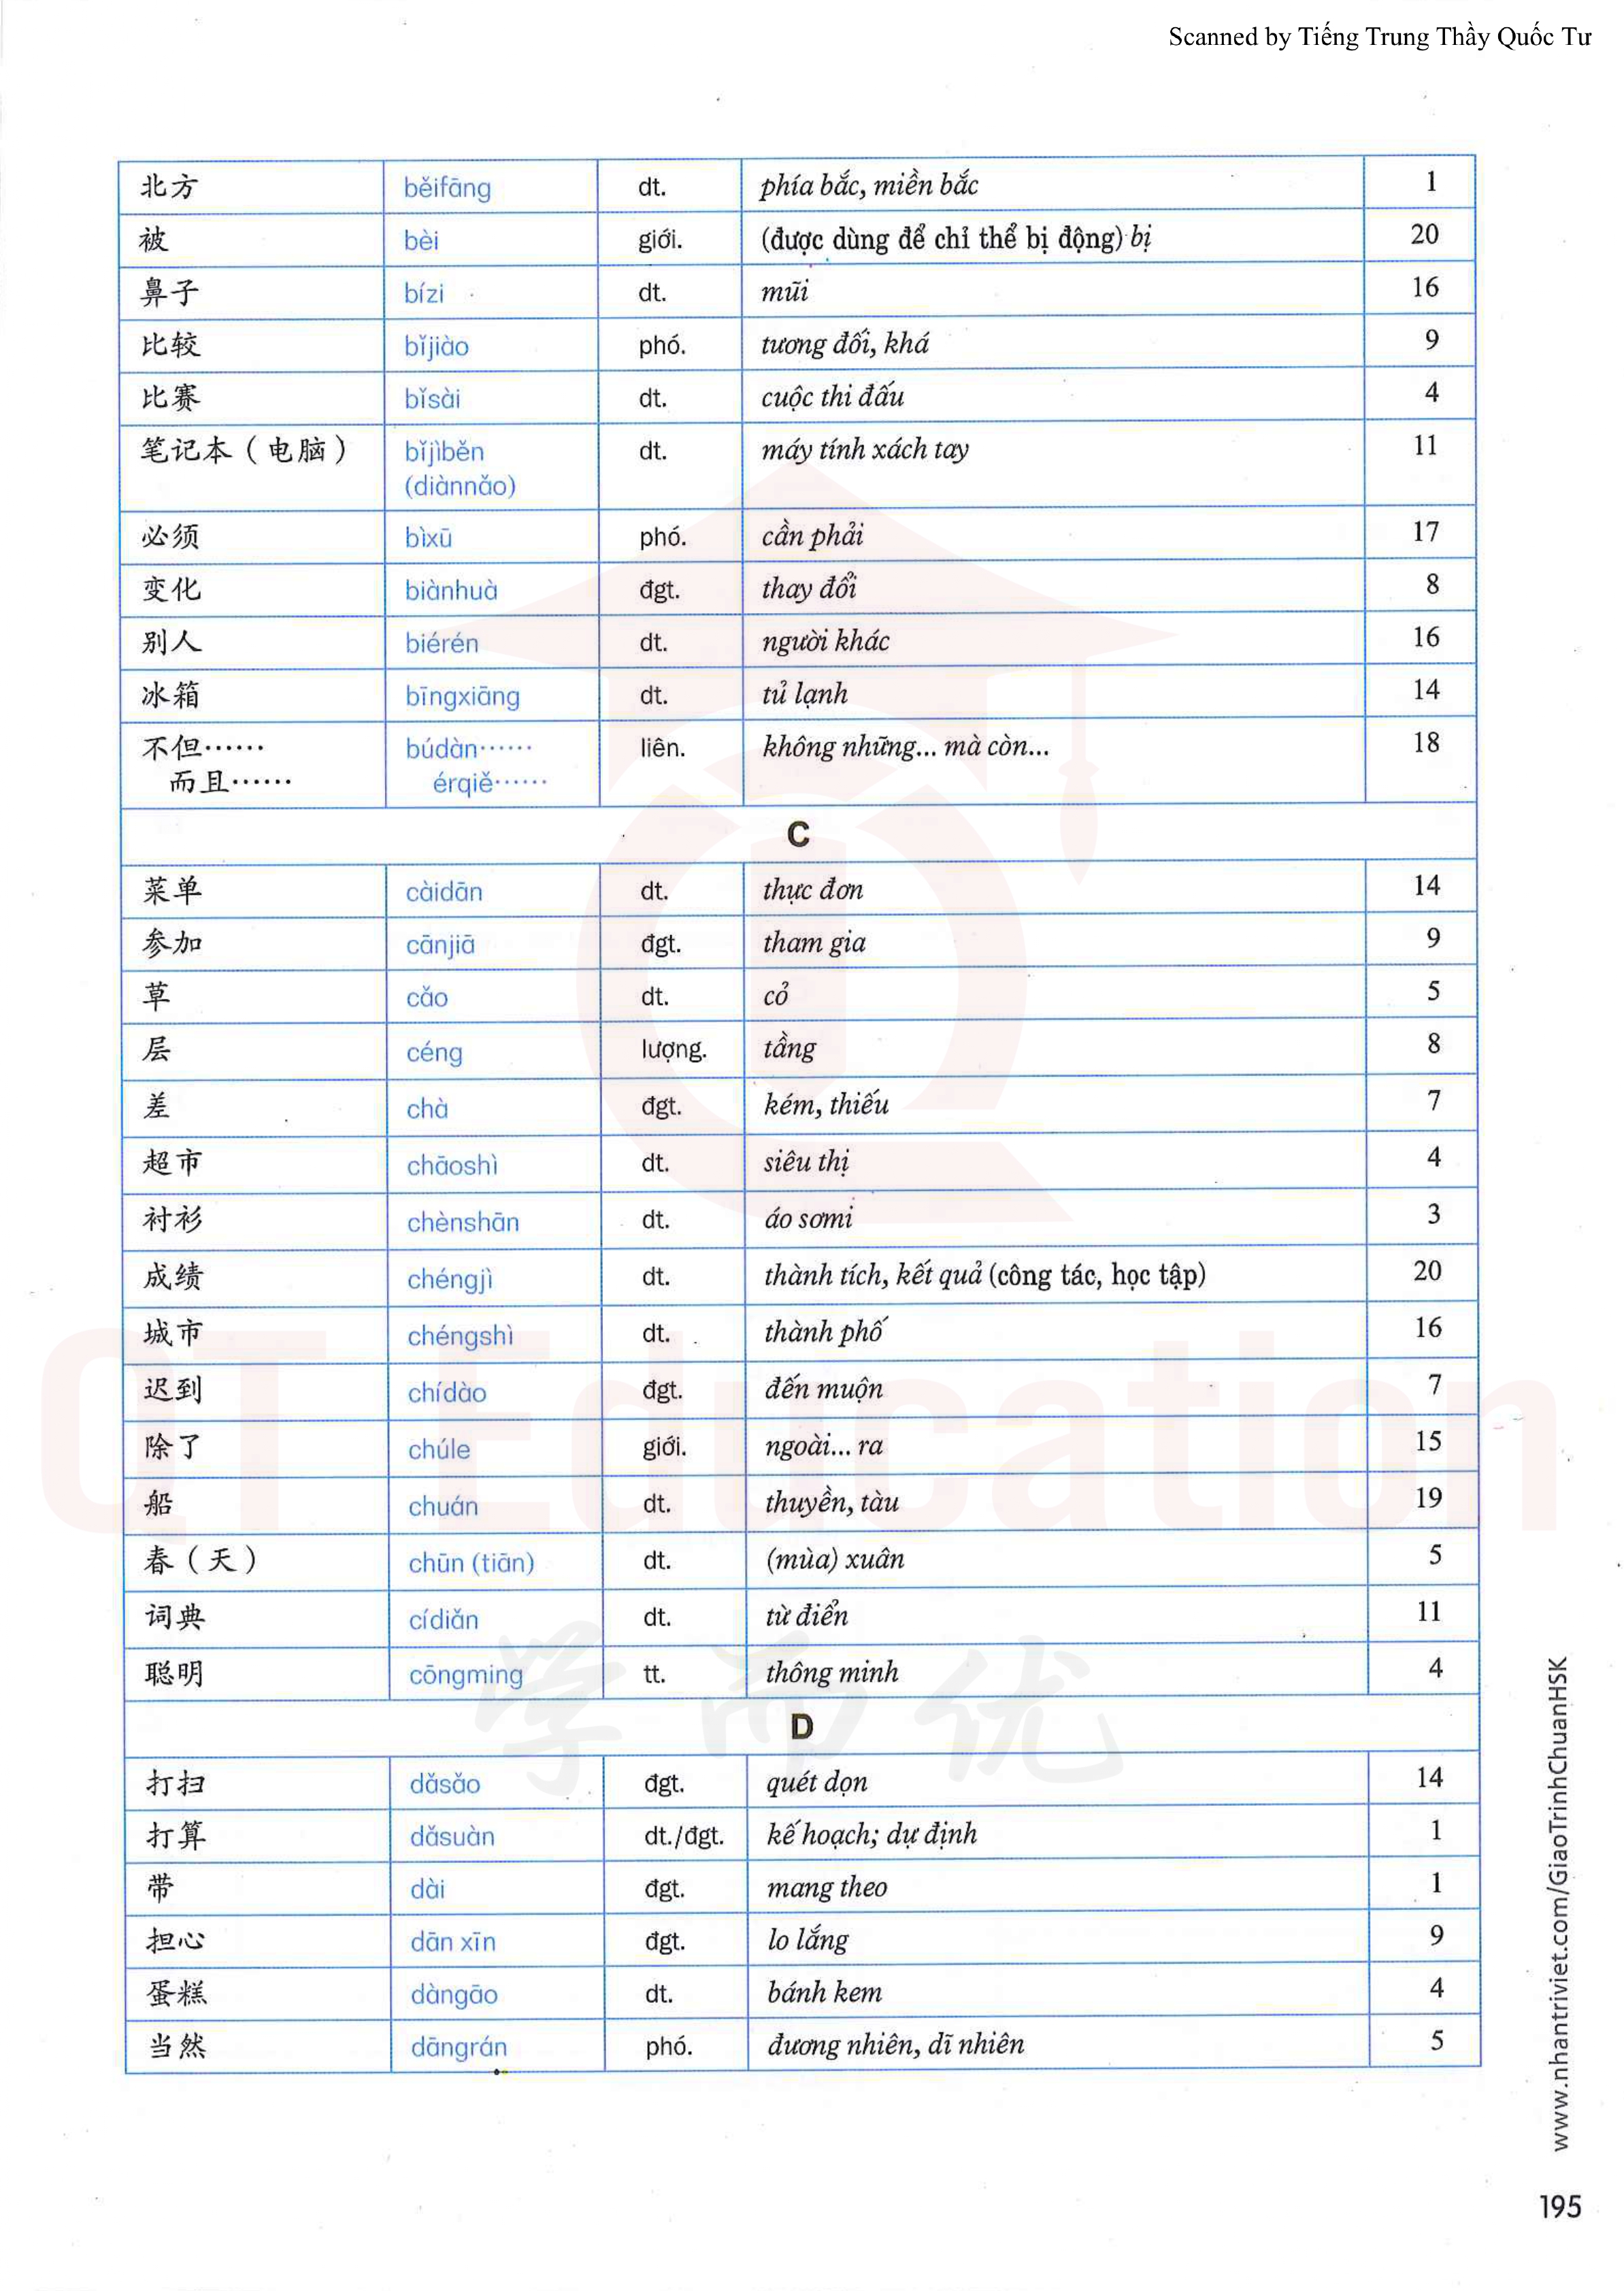 Scanned by Tiếng Trung Thầy Quốc Tư
北方 běifāng dt. phía bắc, miền bắc 1
被 bèi giới. (được dùng để chỉ thể bị động) bị 20
鼻子 bízi dt. mũi 16
比较 bǐjiào phó. tương đối, khá 9
比赛 bǐsài dt. cuộc thi đấu 4
笔记本（电脑） bǐjìběn dt. máy tính xách tay 11
(diànnǎo)
必须 bìxū phó. cần phải 17
变化 biànhuà đgt. thay đổi 8
别人 biérén dt. người khác 16
冰箱 bīngxiāng dt. tủ lạnh 14
不但…… búdàn…… liên. không những... mà còn... 18
而且…… érqiě……
C
菜单 càidān dt. thực đơn 14
参加 cānjiā đgt. tham gia 9
草 cǎo dt. cỏ 5
层 céng lượng. tầng 8
差 chà đgt. kém, thiếu 7
超市 chāoshì dt. siêu thị 4
衬衫 chènshān dt. áo sơmi 3
成绩 chéngjì dt. thành tích, kết quả (công tác, học tập) 20
城市 chéngshì dt. thành phố 16
迟到 chídào đgt. đến muộn 7
除了 chúle giới. ngoài... ra 15
船 chuán dt. thuyền, tàu 19
春（天） chūn (tiān) dt. (mùa) xuân 5
词典 cídiǎn dt. từ điển 11
聪明 cōngming tt. thông minh 4
D
打扫 dǎsǎo đgt. quét dọn 14
打算 dǎsuàn dt./đgt. kế hoạch; dự định 1
带 dài đgt. mang theo 1
担心 dān xīn đgt. lo lắng 9
蛋糕 dàngāo dt. bánh kem 4
当然 dāngrán phó. đương nhiên, dĩ nhiên 5
QT Education
学而优
www.nhantriviet.com/GiaoTrinhChuanHSK
195